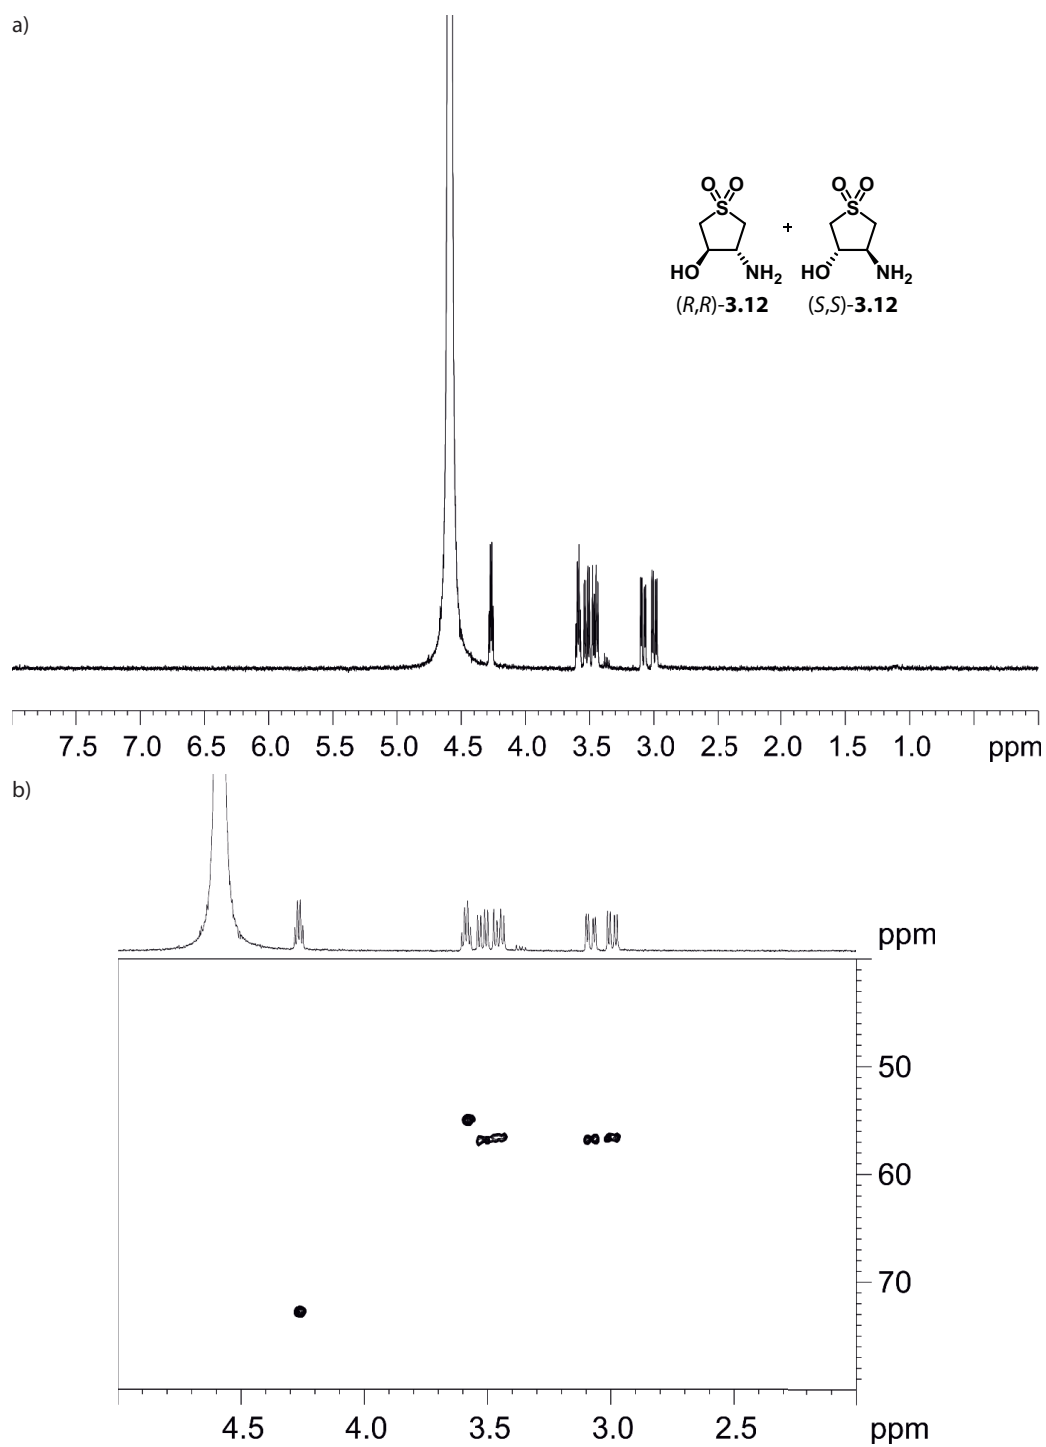 a)
O O O O
S + S
HO NH2 HO NH2
(R,R)-3.12 (S,S)-3.12
7.5 7.0 6.5 6.0 5.5 5.0 4.5 4.0 3.5 3.0 2.5 2.0 1.5 1.0 ppm
b)
ppm
50
60
70
4.5 4.0 3.5 3.0 2.5 ppm